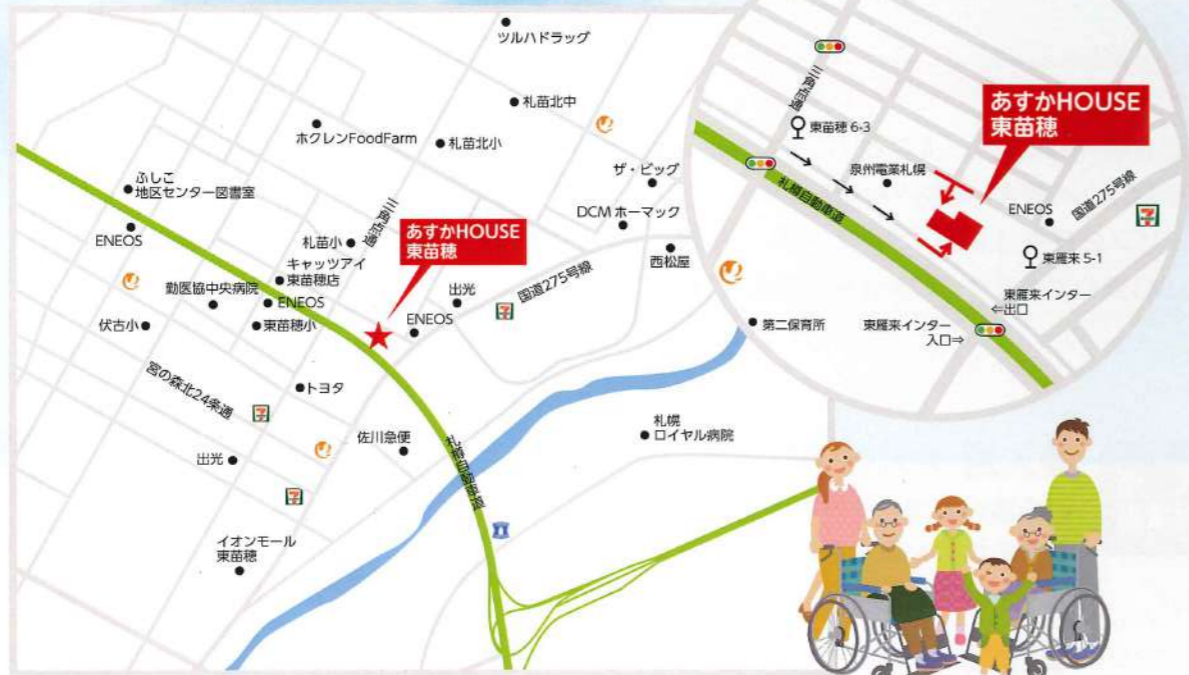 ツルハドラッグ
札苗北中
ホクレンFoodFarm
札苗北小
ザ・ビッグ
ふしこ
地区センター図書室
三角点通
DCM ホーマック
ENEOS
札苗小
あすかHOUSE
東苗穂
西松屋
キャッツアイ
東苗穂店
国道275号線
勤医協中央病院
ENEOS
出光
7
伏古小
東苗穂小
ENEOS
第二保育所
宮の森北24条通
トヨタ
7
札幌
ロイヤル病院
佐川急便
札樽自動車道
出光
7
イオンモール
東苗穂
三角点通
あすかHOUSE
東苗穂
東苗穂 6-3
泉州電業札幌
札樽自動車道
ENEOS
国道275号線
7
東雁来 5-1
東雁来インター
⇐出口
東雁来インター
入口⇒